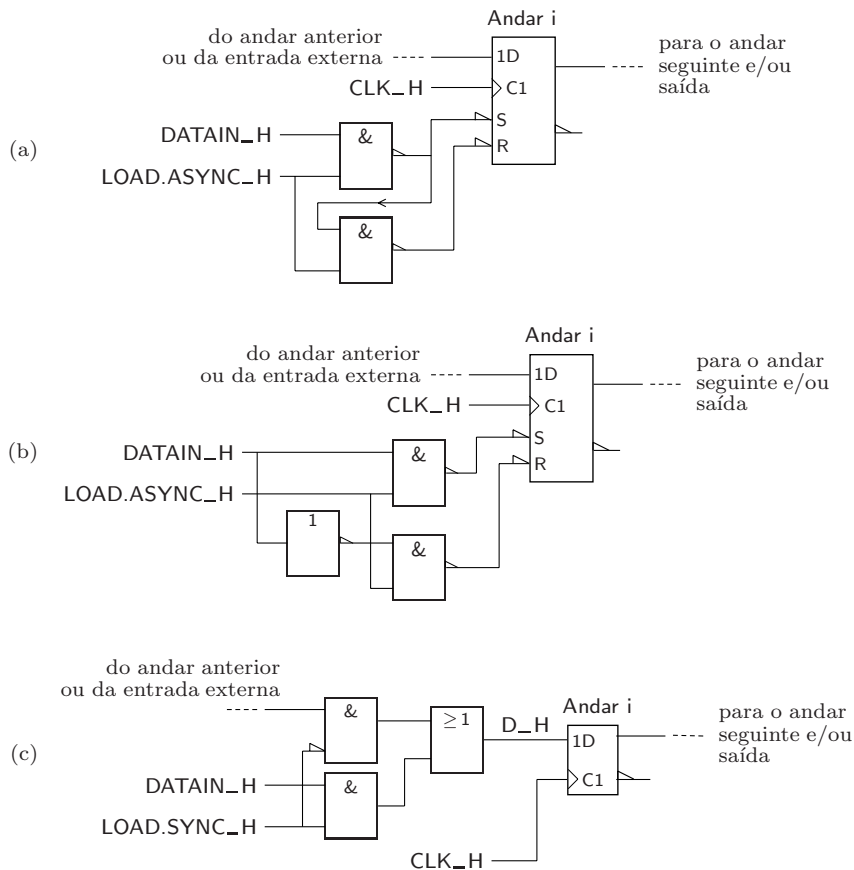 Andar i
do andar anterior
ou da entrada externa
1D
para o andar
seguinte e/ou
saída
CLK_H
C1
S
DATAIN_H
&
R
(a)
LOAD.ASYNC_H
&
Andar i
do andar anterior
ou da entrada externa
1D
para o andar
seguinte e/ou
saída
CLK_H
C1
S
(b)
DATAIN_H
&
R
LOAD.ASYNC_H
1
&
do andar anterior
ou da entrada externa
&
≥1
D_H
Andar i
1D
para o andar
seguinte e/ou
saída
(c)
DATAIN_H
&
C1
LOAD.SYNC_H
CLK_H